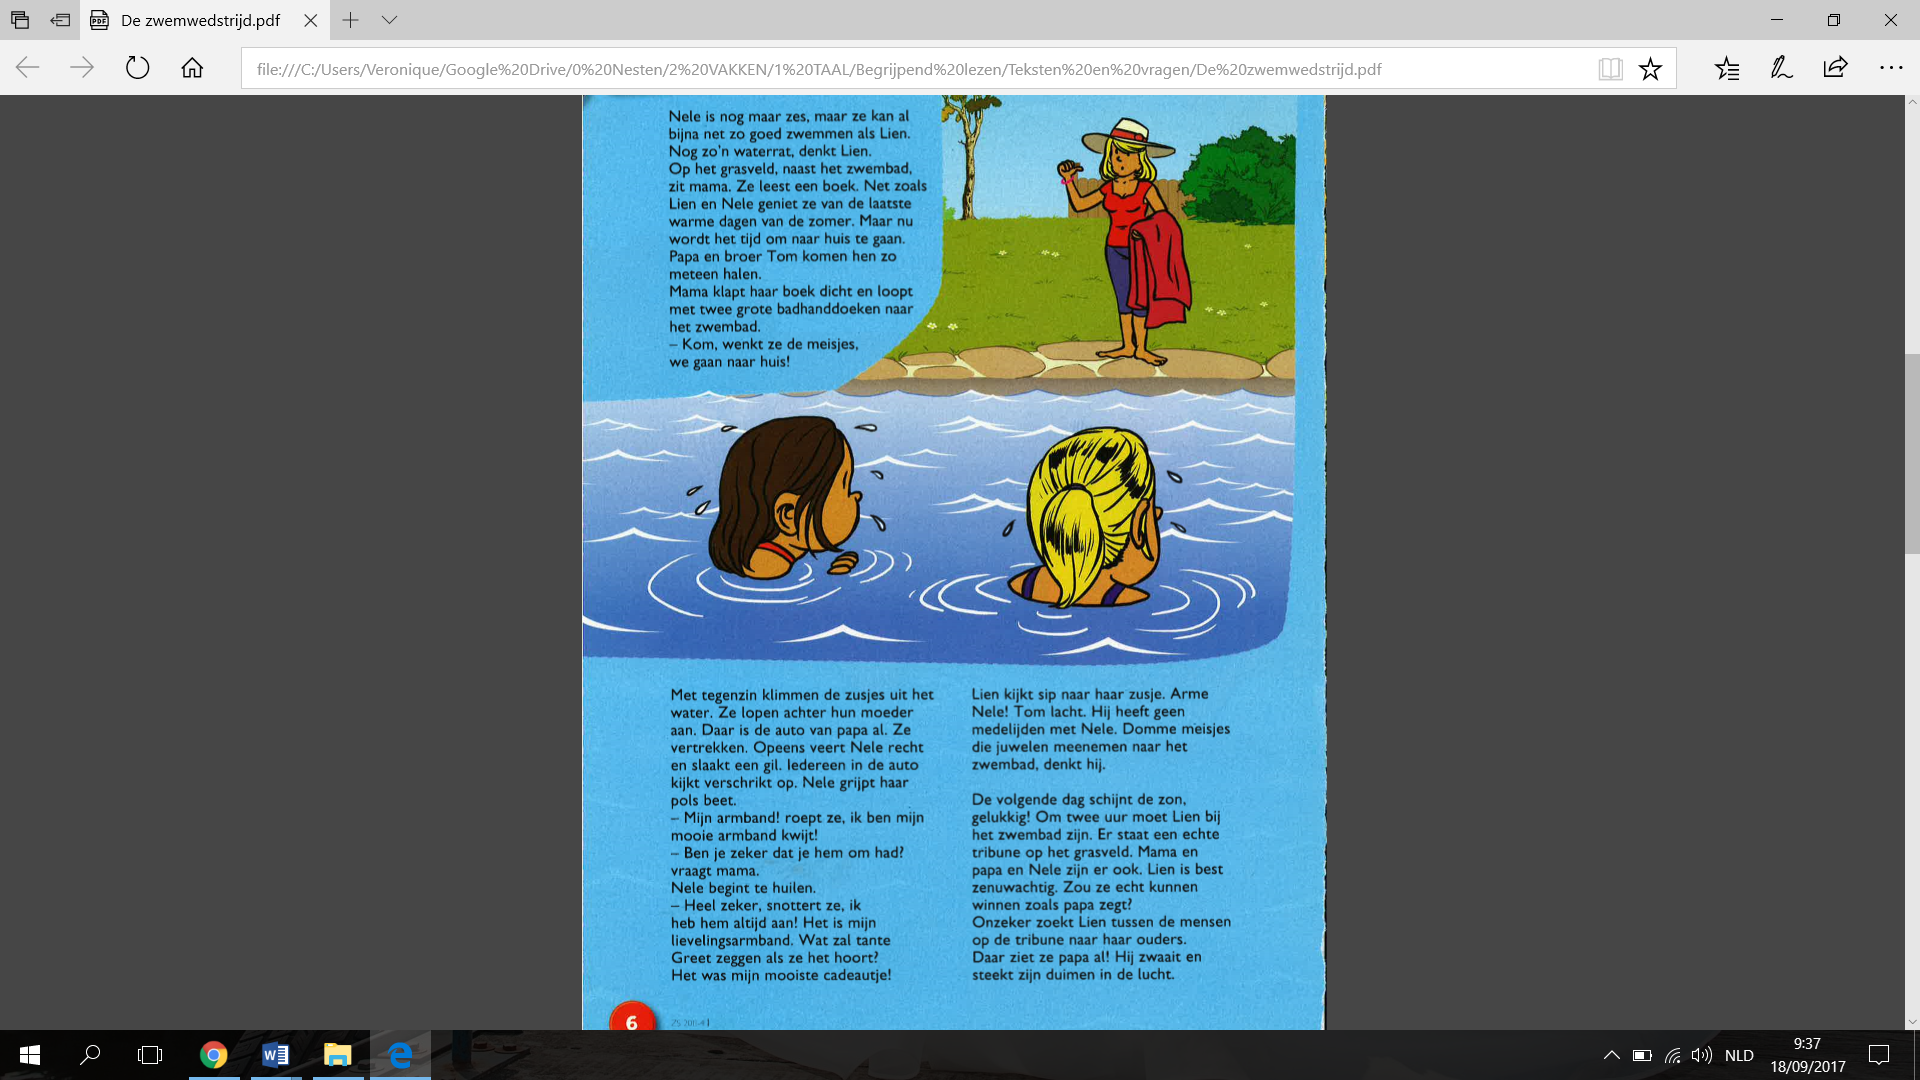 De zwemwedstrijd.pdf
file:///C:/Users/Veronique/Google%20Drive/0%20Nesten/2%20VAKKEN/1%20TAAL/Begrijpend%20lezen/Teksten%20en%20vragen/De%20zwemwedstrijd.pdf
Nele is nog maar zes, maar ze kan al
bijna net zo goed zwemmen als Lien.
Nog zo'n waterrat, denkt Lien.
Op het grasveld, naast het zwembad,
zit mama. Ze leest een boek. Net zoals
Lien en Nele geniet ze van de laatste
warme dagen van de zomer. Maar nu
wordt het tijd om naar huis te gaan.
Papa en broer Tom komen hen zo
meteen halen.
Mama klapt haar boek dicht en loopt
met twee grote badhanddoeken naar
het zwembad.
– Kom, wenkt ze de meisjes,
we gaan naar huis!
Met tegenzin klimmen de zusjes uit het
water. Ze lopen achter hun moeder
aan. Daar is de auto van papa al. Ze
vertrekken. Opeens veert Nele recht
en slaakt een gil. Iedereen in de auto
kijkt verschrikt op. Nele grijpt haar
pols beet.
– Mijn armband! roept ze, ik ben mijn
mooie armband kwijt!
– Ben je zeker dat je hem om had?
vraagt mama.
Nele begint te huilen.
– Heel zeker, snottert ze, ik
heb hem altijd aan! Het is mijn
lievelingsarmband. Wat zal tante
Greet zeggen als ze het hoort?
Het was mijn mooiste cadeautje!
Lien kijkt sip naar haar zusje. Arme
Nele! Tom lacht. Hij heeft geen
medelijden met Nele. Domme meisjes
die juwelen meenemen naar het
zwembad, denkt hij.
De volgende dag schijnt de zon,
gelukkig! Om twee uur moet Lien bij
het zwembad zijn. Er staat een echte
tribune op het grasveld. Mama en
papa en Nele zijn er ook. Lien is best
zenuwachtig. Zou ze echt kunnen
winnen zoals papa zegt?
Onzeker zoekt Lien tussen de mensen
op de tribune naar haar ouders.
Daar ziet ze papa al! Hij zwaait en
steekt zijn duimen in de lucht.
6
NLD
9:37
18/09/2017